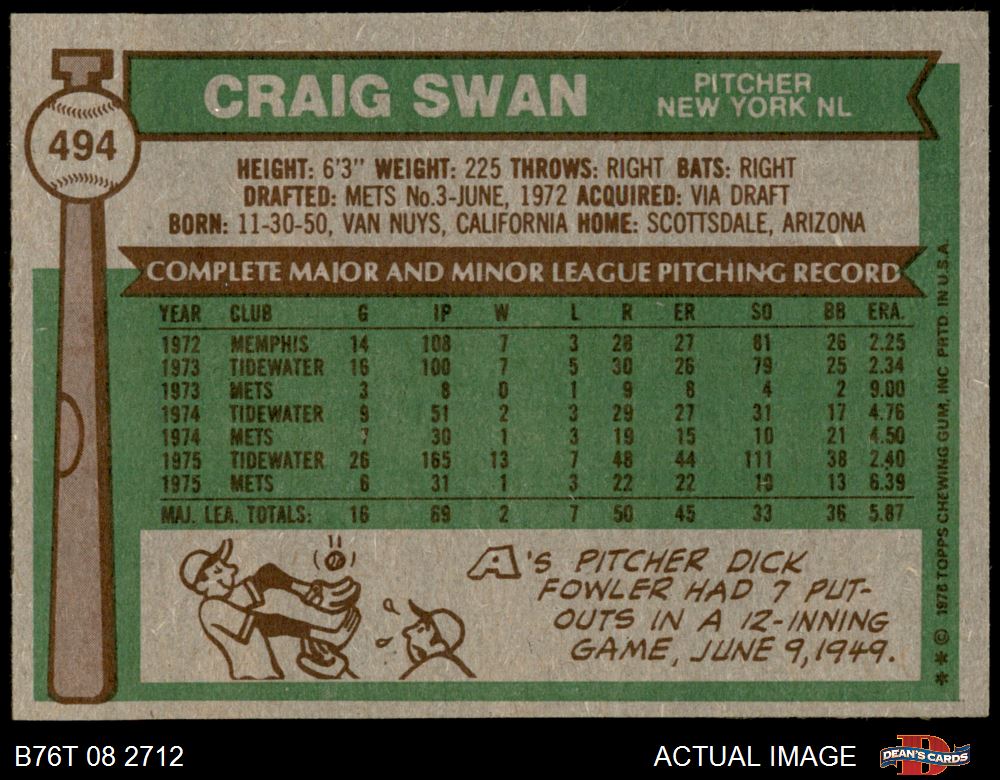 CRAIG SWAN
PITCHER
NEW YORK NL
494
HEIGHT: 6'3" WEIGHT: 225 THROWS: RIGHT BATS: RIGHT
DRAFTED: METS No.3-JUNE, 1972 ACQUIRED: VIA DRAFT
BORN: 11-30-50, VAN NUYS, CALIFORNIA HOME: SCOTTSDALE, ARIZONA
COMPLETE MAJOR AND MINOR LEAGUE PITCHING RECORD
YEAR CLUB G IP W L R ER SO BB ERA.
1972 MEMPHIS 14 108 7 3 28 27 81 26 2.25
1973 TIDEWATER 16 100 7 5 30 26 79 25 2.34
1973 METS 3 8 0 1 9 8 4 2 9.00
1974 TIDEWATER 9 51 2 3 29 27 31 17 4.76
1974 METS 7 30 1 3 19 15 10 21 4.50
1975 TIDEWATER 26 165 13 7 48 44 111 38 2.40
1975 METS 6 31 1 3 22 22 19 13 6.39
MAJ. LEA. TOTALS: 16 69 2 7 50 45 33 36 5.87
A'S PITCHER DICK
FOWLER HAD 7 PUT-
OUTS IN A 12-INNING
GAME, JUNE 9, 1949.
** © 1976 TOPPS CHEWING GUM, INC PRTD IN U.S.A.
B76T 08 2712
ACTUAL IMAGE
DEAN'S CARDS